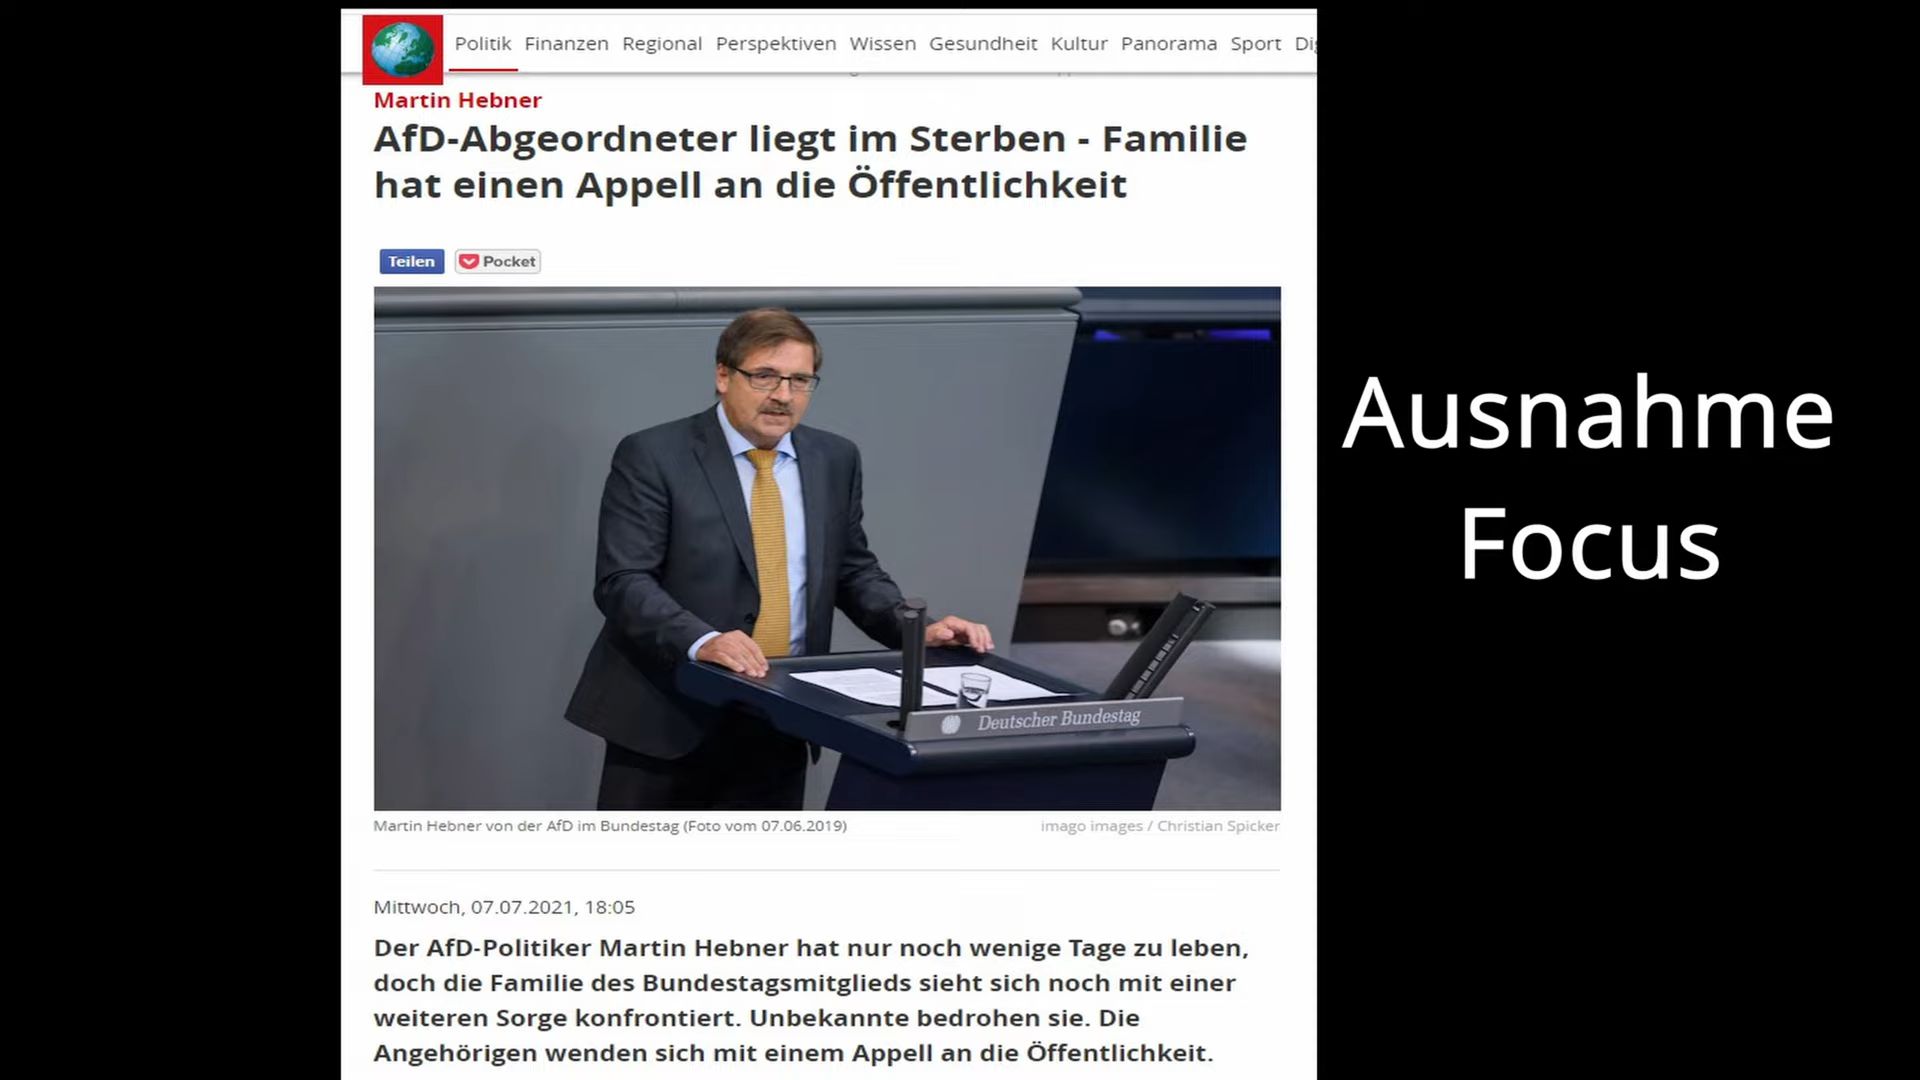 Politik Finanzen Regional Perspektiven Wissen Gesundheit Kultur Panorama Sport
Martin Hebner
AfD-Abgeordneter liegt im Sterben - Familie
hat einen Appell an die Öffentlichkeit
Teilen Pocket
Deutscher Bundestag
Martin Hebner von der AfD im Bundestag (Foto vom 07.06.2019)
imago images / Christian Spicker
Mittwoch, 07.07.2021, 18:05
Der AfD-Politiker Martin Hebner hat nur noch wenige Tage zu leben,
doch die Familie des Bundestagsmitglieds sieht sich noch mit einer
weiteren Sorge konfrontiert. Unbekannte bedrohen sie. Die
Angehörigen wenden sich mit einem Appell an die Öffentlichkeit.
Ausnahme
Focus